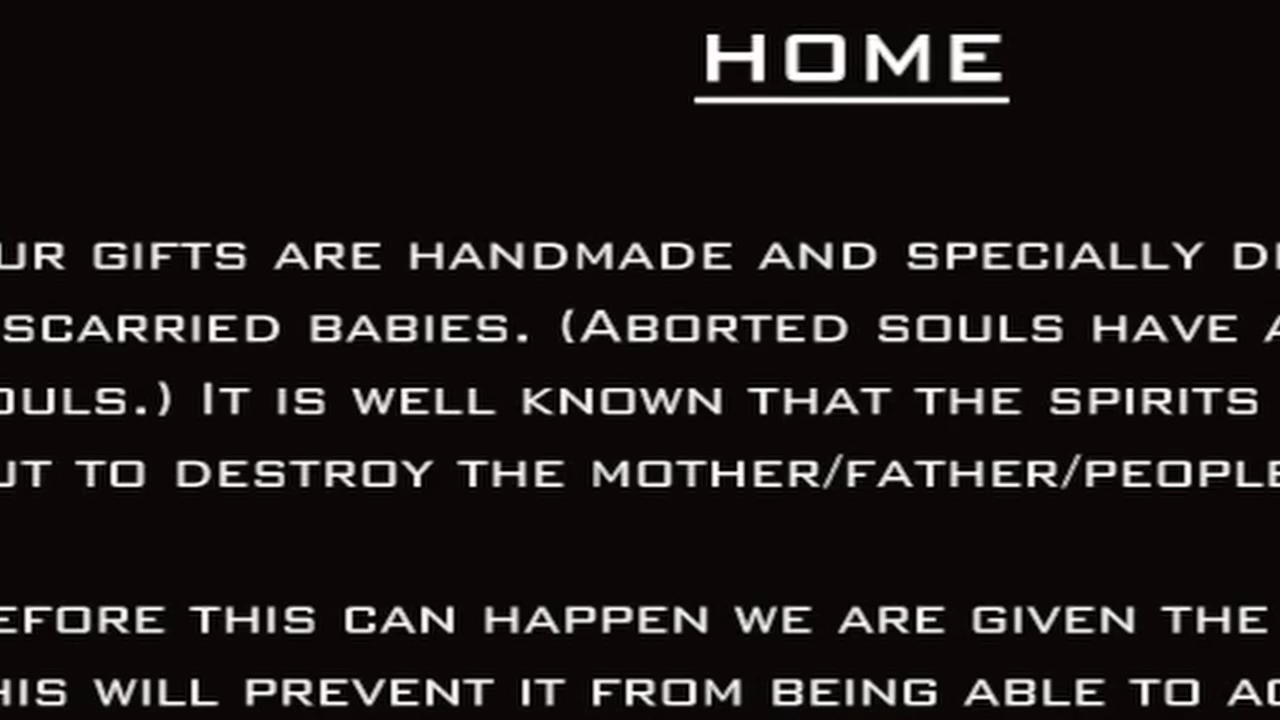 HOME
UR GIFTS ARE HANDMADE AND SPECIALLY
SCARRIED BABIES. (ABORTED SOULS HAVE
OULS.) IT IS WELL KNOWN THAT THE SPIRITS
UT TO DESTROY THE MOTHER/FATHER/PEOPLE
EFORE THIS CAN HAPPEN WE ARE GIVEN THE
HIS WILL PREVENT IT FROM BEING ABLE TO